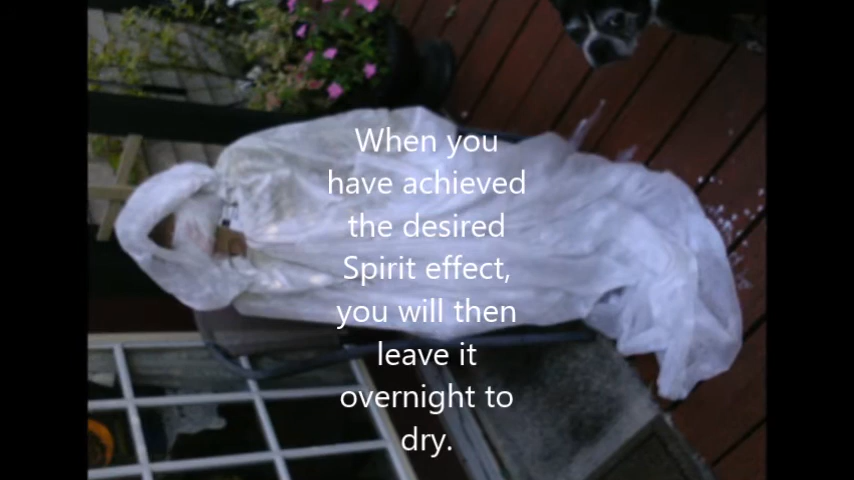 When you
have achieved
the desired
Spirit effect,
you will then
leave it
overnight to
dry.